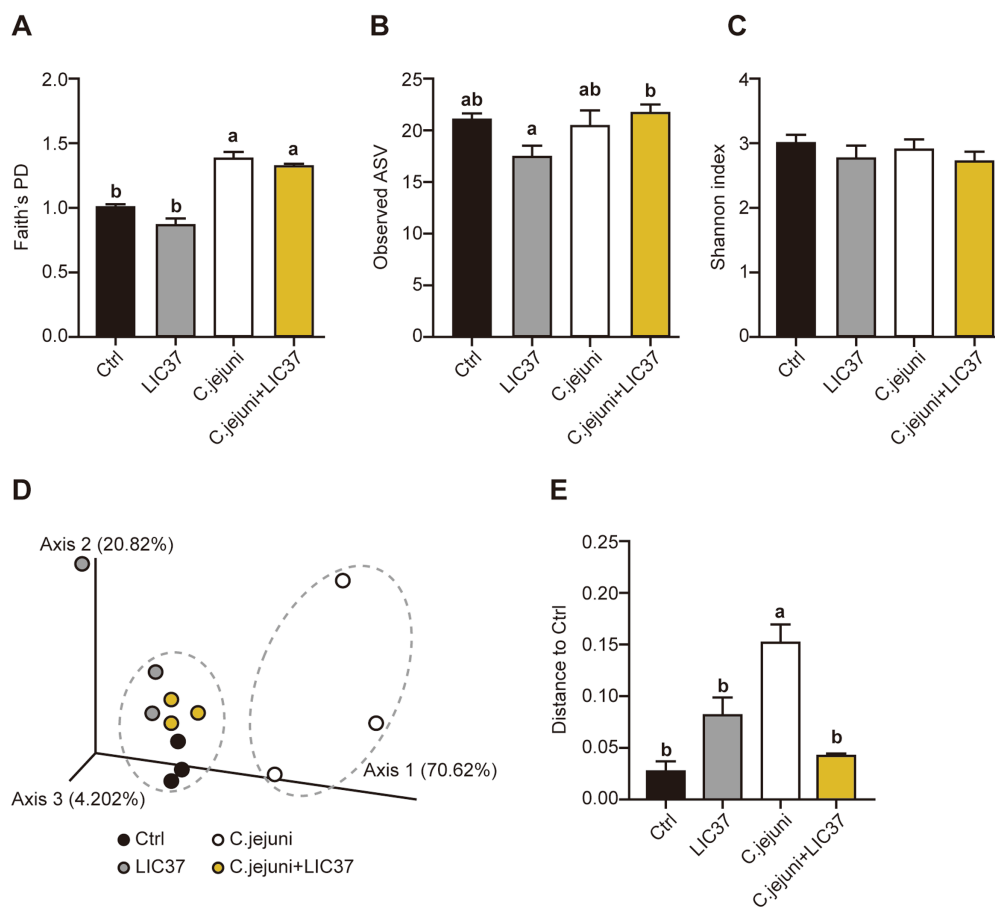 A
Faith's PD
2.0
1.5
1.0
0.5
0.0
b
b
a
a
Ctrl
LIC37
C.jejuni
C.jejuni+LIC37
B
Observed ASV
25
20
15
10
5
0
ab
a
ab
b
Ctrl
LIC37
C.jejuni
C.jejuni+LIC37
C
Shannon index
4
3
2
1
0
Ctrl
LIC37
C.jejuni
C.jejuni+LIC37
D
Axis 2 (20.82%)
Axis 1 (70.62%)
Axis 3 (4.202%)
Ctrl
C.jejuni
LIC37
C.jejuni+LIC37
E
Distance to Ctrl
0.25
0.20
0.15
0.10
0.05
0.00
b
b
a
b
Ctrl
LIC37
C.jejuni
C.jejuni+LIC37